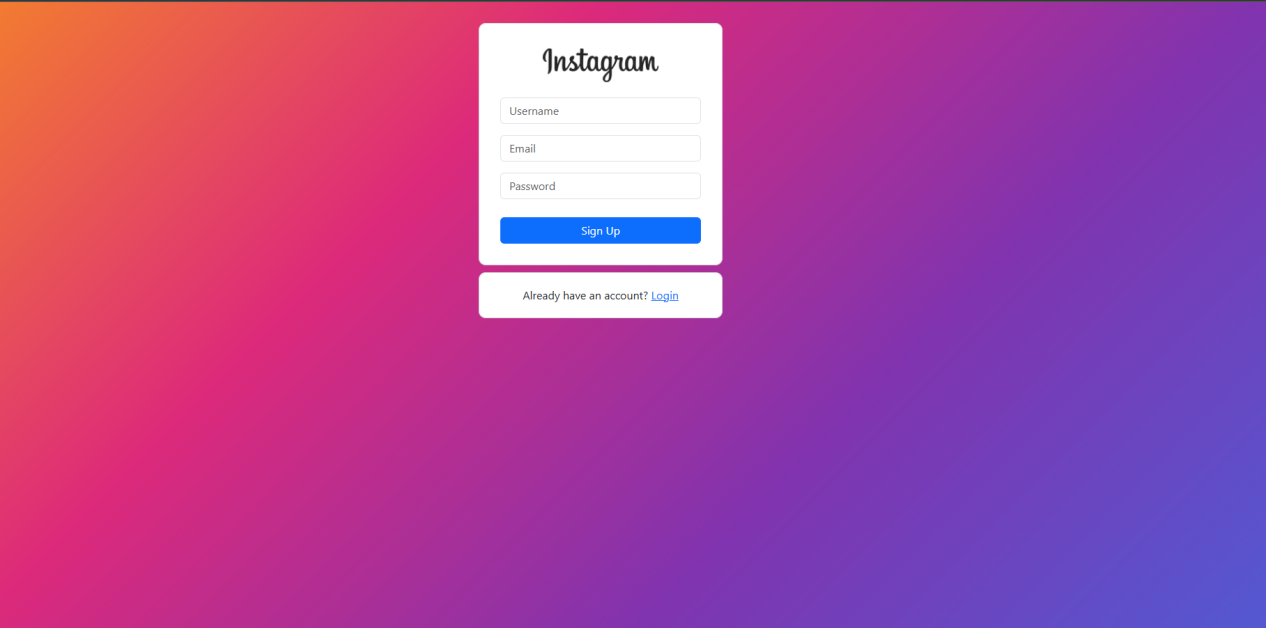 Instagram
Username
Email
Password
Sign Up
Already have an account? Login